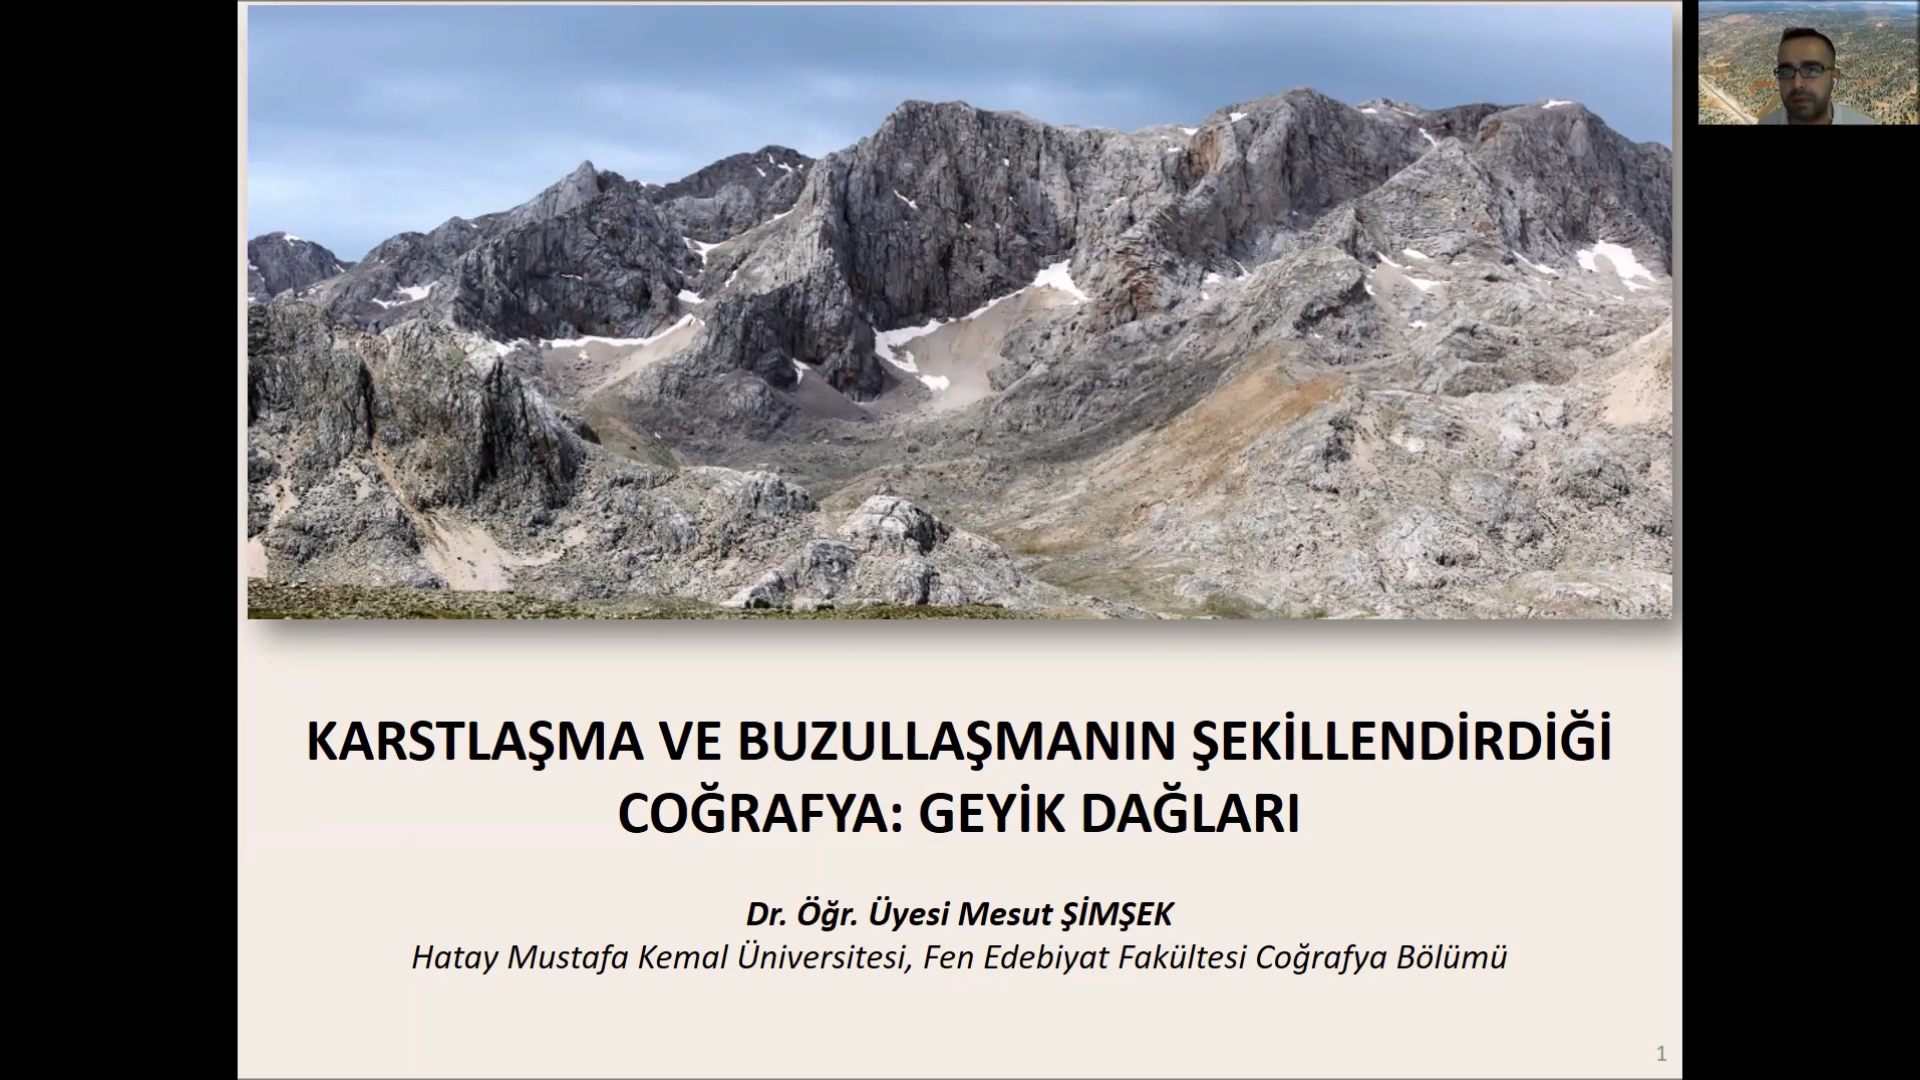 KARSTLAŞMA VE BUZULLAŞMANIN ŞEKİLLENDİRDİĞİ
COĞRAFYA: GEYİK DAĞLARI
Dr. Öğr. Üyesi Mesut ŞİMŞEK
Hatay Mustafa Kemal Üniversitesi, Fen Edebiyat Fakültesi Coğrafya Bölümü
1